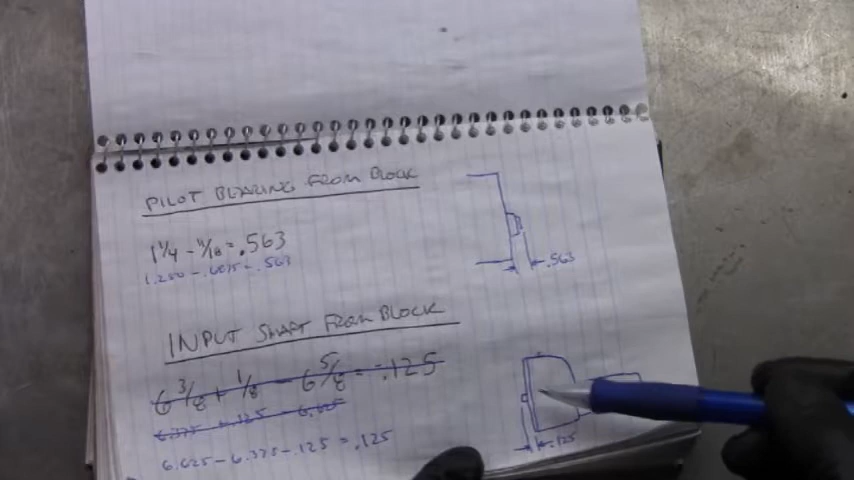 PILOT BEARING FROM BLOCK
1 1/4 - 11/16 = .563
1.250 - .6875 = .563
.563
INPUT SHAFT FROM BLOCK
6 3/8 + 1/8 - 6 5/8 = -.125
6.375 + .125 - 6.625
6.625 - 6.375 - .125 = .125
.125